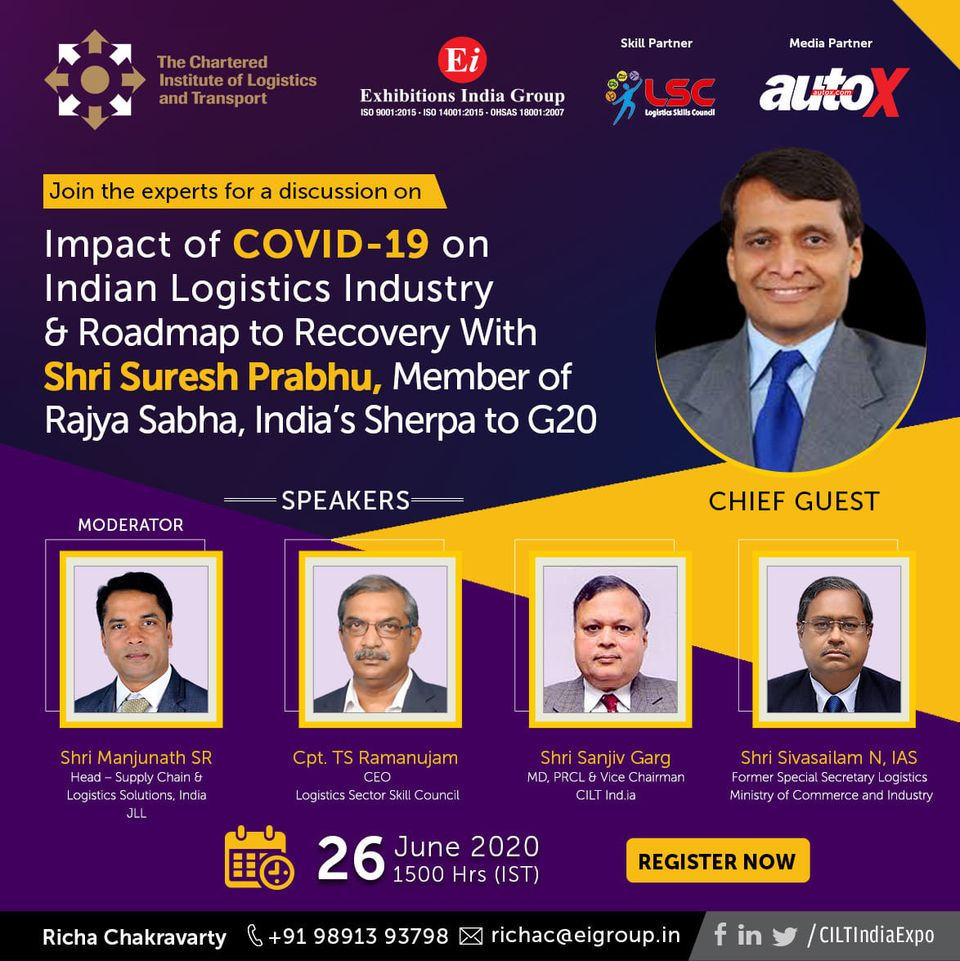 The Chartered
Institute of Logistics
and Transport
Ei
Exhibitions India Group
ISO 9001:2015 - ISO 14001:2015 - OHSAS 18001:2007
Skill Partner
LSC
Logistics Skills Council
Media Partner
autoX
autox.com
Join the experts for a discussion on
Impact of COVID-19 on
Indian Logistics Industry
& Roadmap to Recovery With
Shri Suresh Prabhu, Member of
Rajya Sabha, India's Sherpa to G20
CHIEF GUEST
SPEAKERS
MODERATOR
Shri Manjunath SR
Head – Supply Chain &
Logistics Solutions, India
JLL
Cpt. TS Ramanujam
CEO
Logistics Sector Skill Council
Shri Sanjiv Garg
MD, PRCL & Vice Chairman
CILT Ind.ia
Shri Sivasailam N, IAS
Former Special Secretary Logistics
Ministry of Commerce and Industry
26 June 2020
1500 Hrs (IST)
REGISTER NOW
Richa Chakravarty +91 98913 93798 richac@eigroup.in f in /CILTIndiaExpo